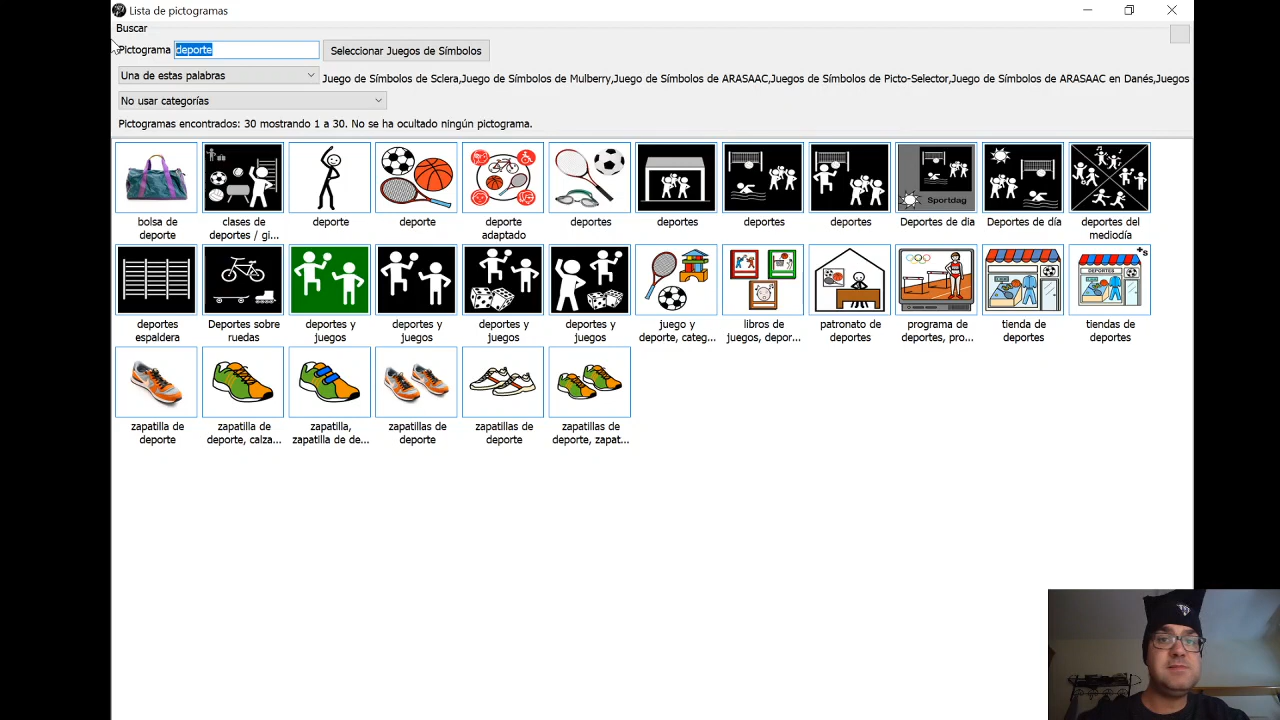 Lista de pictogramas
Buscar
Pictograma deporte Seleccionar Juegos de Símbolos
Una de estas palabras Juego de Símbolos de Sclera,Juego de Símbolos de Mulberry,Juego de Símbolos de ARASAAC,Juegos de Símbolos de Picto-Selector,Juego de Símbolos de ARASAAC en Danés,Juegos
No usar categorías
Pictogramas encontrados: 30 mostrando 1 a 30. No se ha ocultado ningún pictograma.
Sportdag
bolsa de deporte
clases de deportes / gi...
deporte
deporte
deporte adaptado
deportes
deportes
deportes
deportes
Deportes de dia
Deportes de día
deportes del mediodía
DEPORTES
+s
deportes espaldera
Deportes sobre ruedas
deportes y juegos
deportes y juegos
deportes y juegos
deportes y juegos
juego y deporte, categ...
libros de juegos, depor...
patronato de deportes
programa de deportes, pro...
tienda de deportes
tiendas de deportes
zapatilla de deporte
zapatilla de deporte, calza...
zapatilla, zapatilla de de...
zapatillas de deporte
zapatillas de deporte
zapatillas de deporte, zapat...